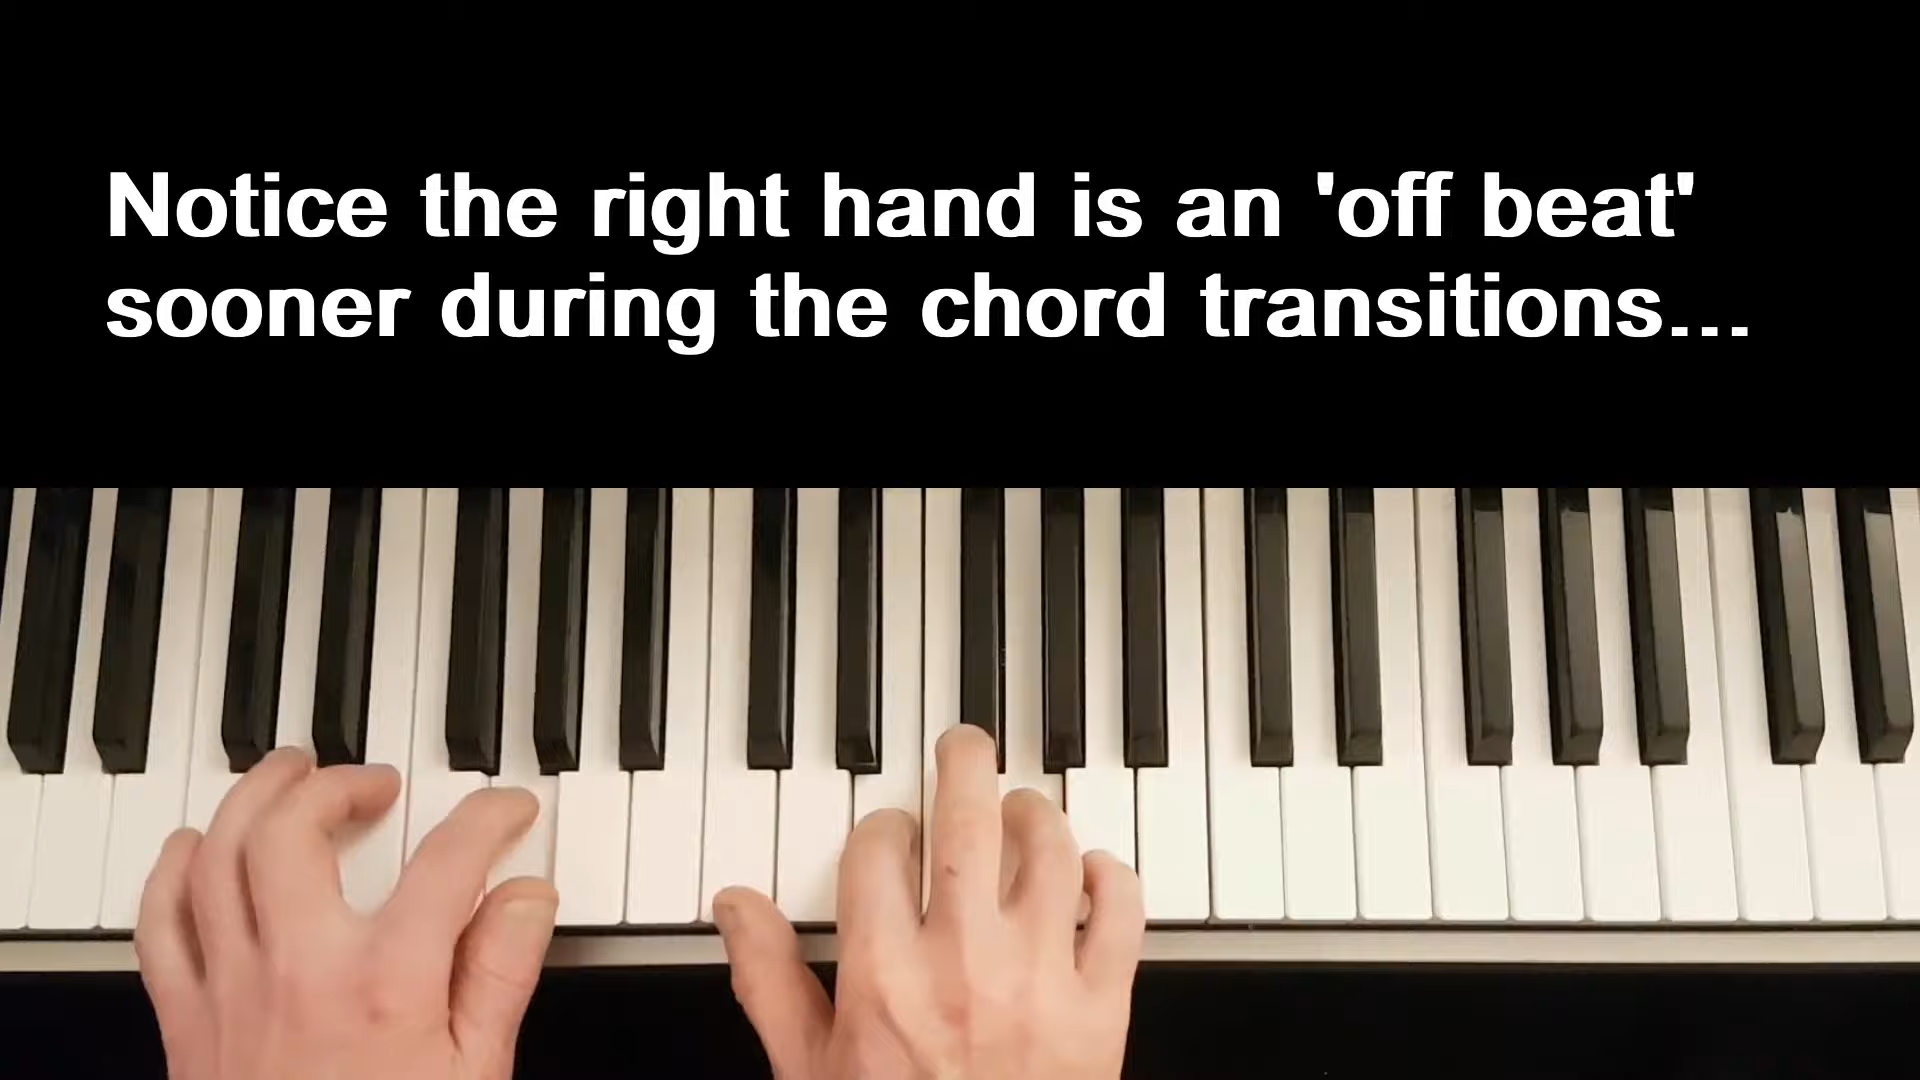 Notice the right hand is an 'off beat'
sooner during the chord transitions...